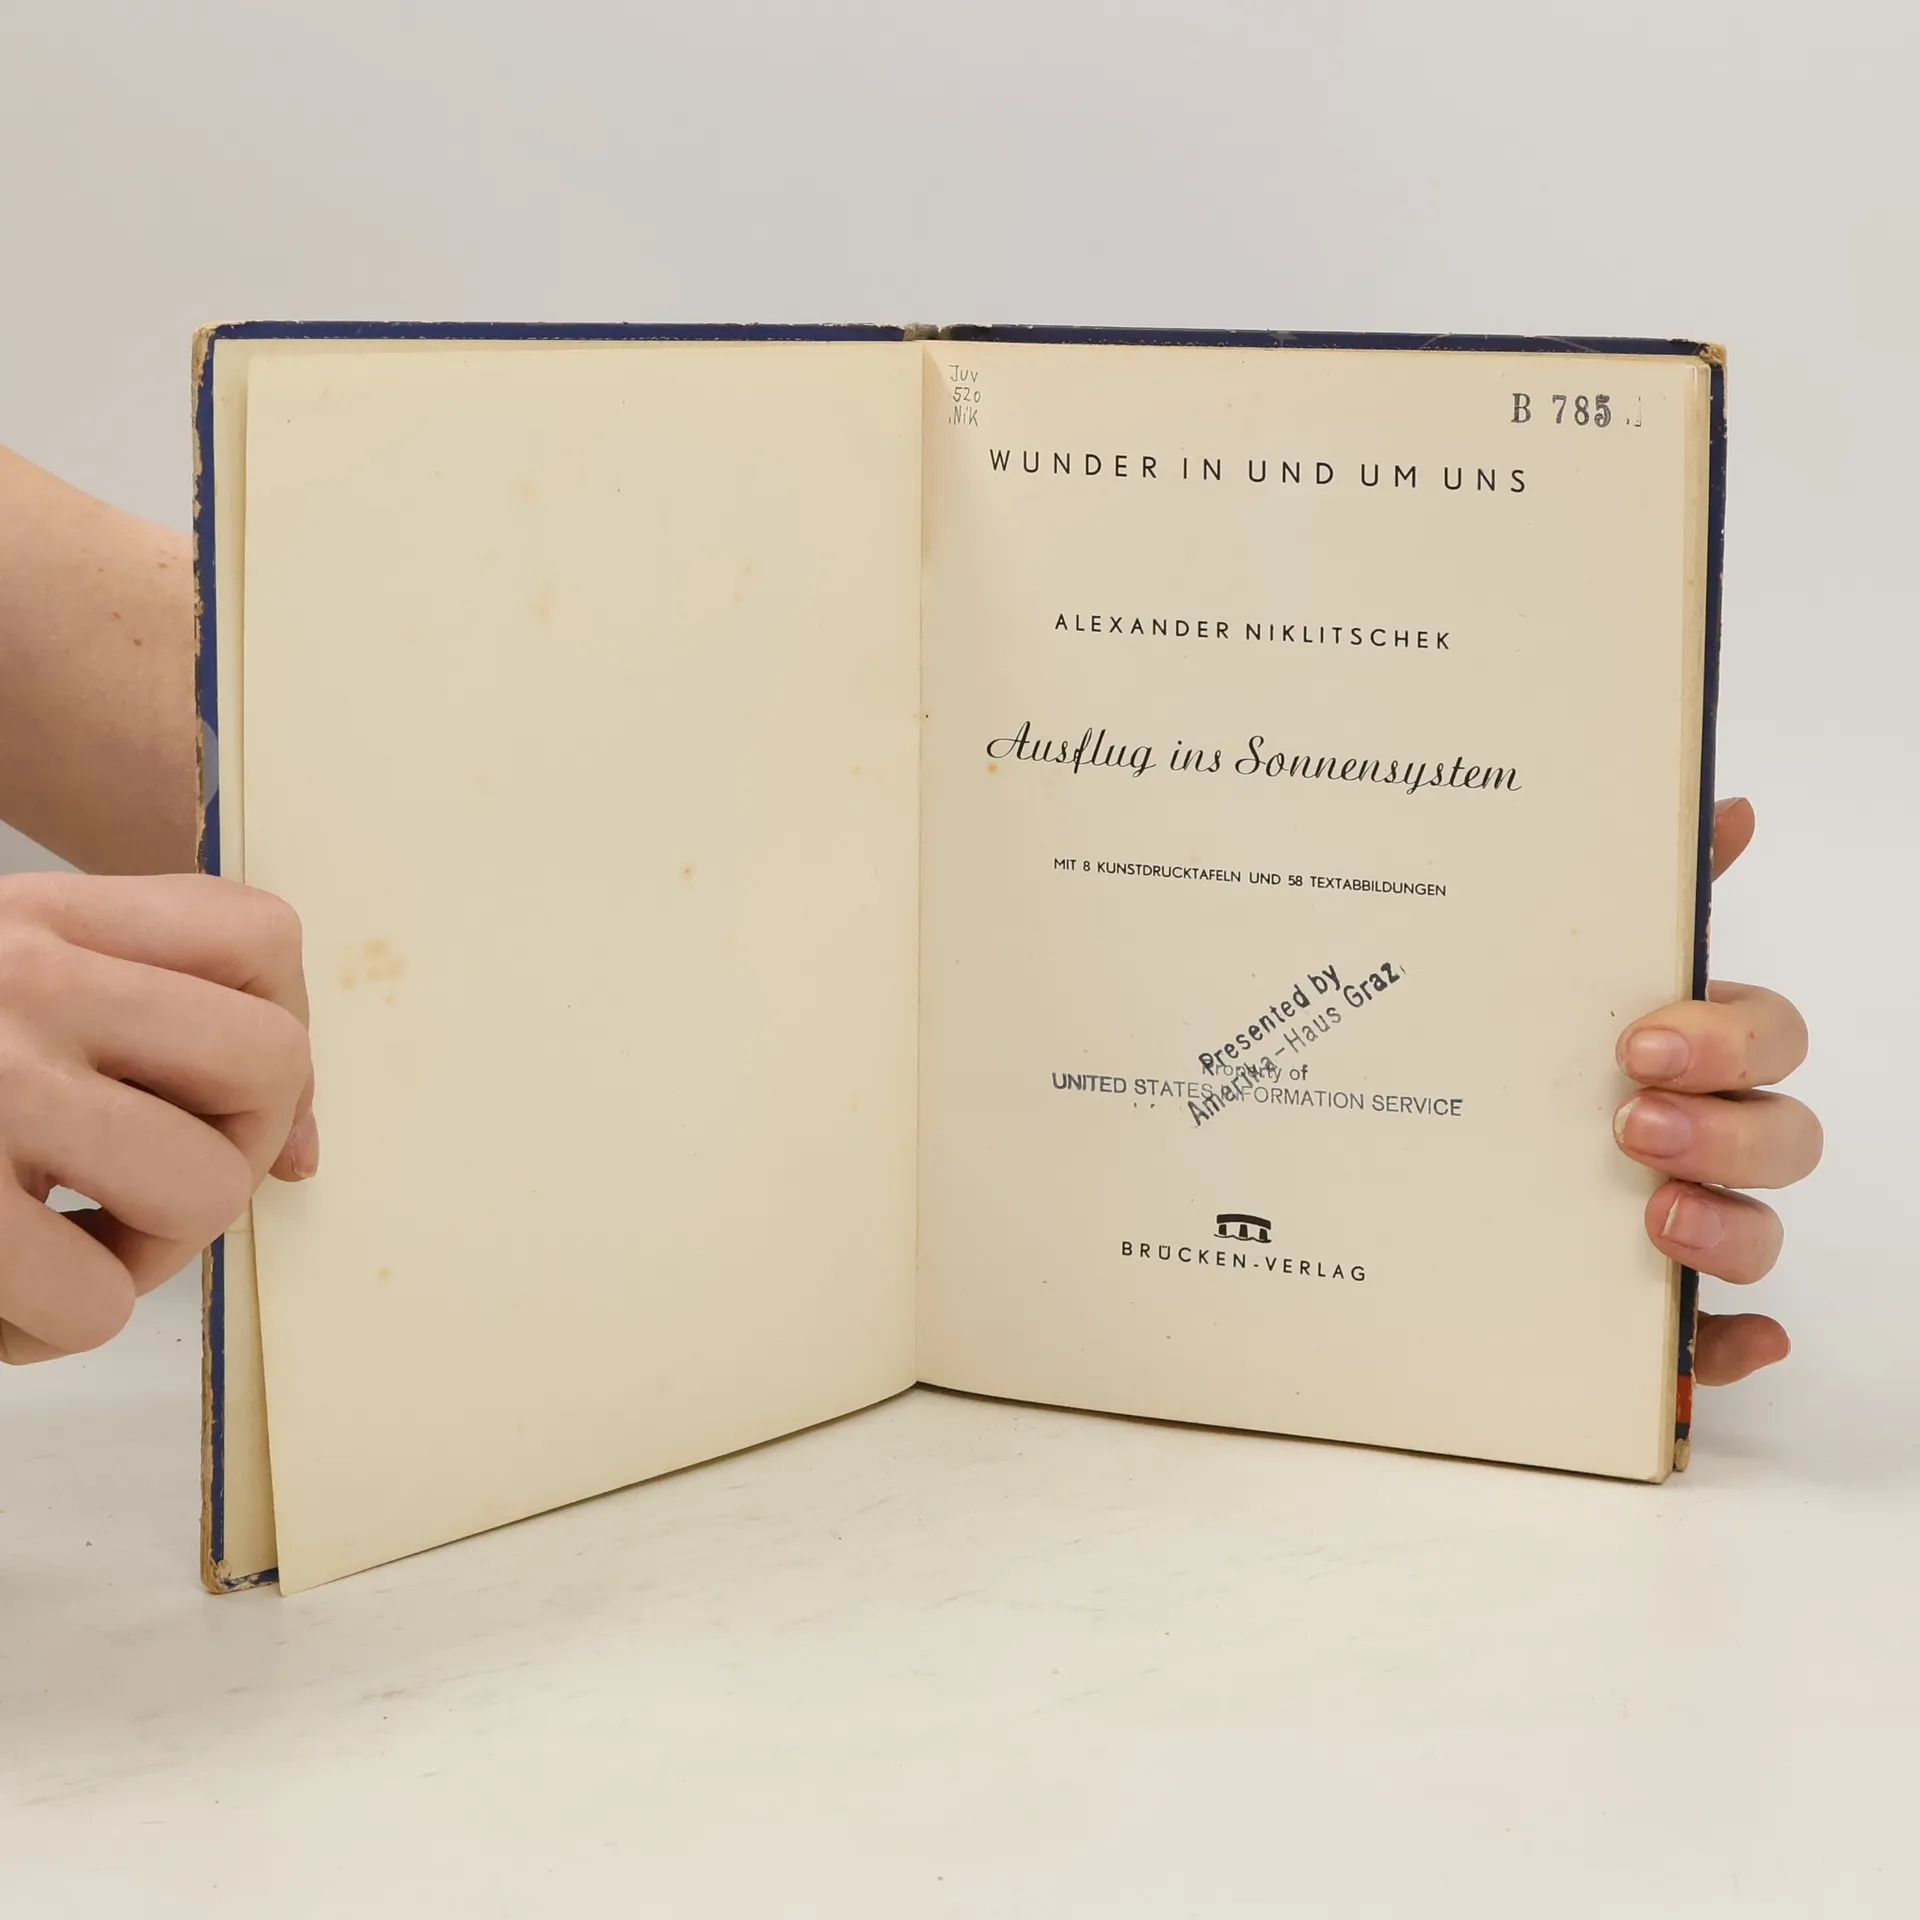 Juv
520
Nik
B 785
WUNDER IN UND UM UNS
ALEXANDER NIKLITSCHEK
Ausflug ins Sonnensystem
MIT 8 KUNSTDRUCKTAFELN UND 58 TEXTABBILDUNGEN
Presented by
Amerika-Haus Graz
Property of
UNITED STATES INFORMATION SERVICE
BRÜCKEN-VERLAG